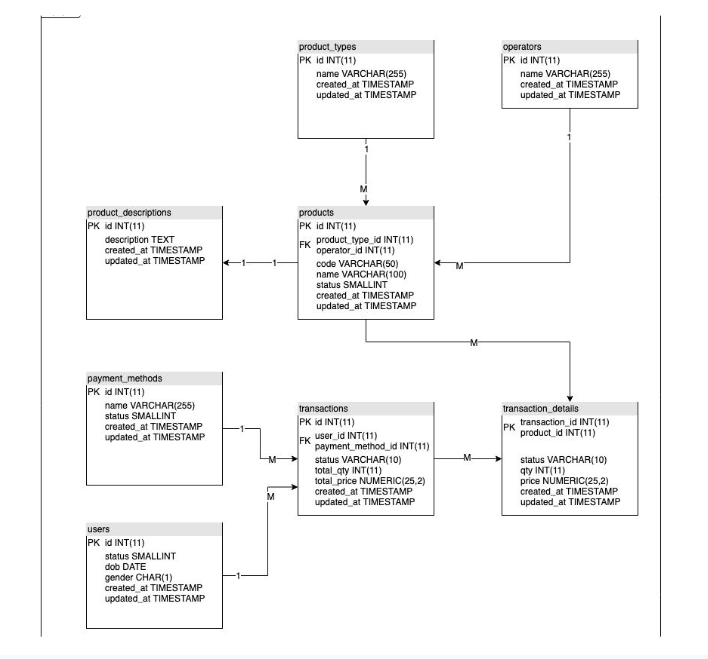 product_types
PK id INT(11)
name VARCHAR(255)
created_at TIMESTAMP
updated_at TIMESTAMP
operators
PK id INT(11)
name VARCHAR(255)
created_at TIMESTAMP
updated_at TIMESTAMP
1
1
M
product_descriptions
PK id INT(11)
description TEXT
created_at TIMESTAMP
updated_at TIMESTAMP
1
1
products
PK id INT(11)
FK product_type_id INT(11)
operator_id INT(11)
code VARCHAR(50)
name VARCHAR(100)
status SMALLINT
created_at TIMESTAMP
updated_at TIMESTAMP
M
M
payment_methods
PK id INT(11)
name VARCHAR(255)
status SMALLINT
created_at TIMESTAMP
updated_at TIMESTAMP
1
M
transactions
PK id INT(11)
FK user_id INT(11)
payment_method_id INT(11)
status VARCHAR(10)
total_qty INT(11)
total_price NUMERIC(25,2)
created_at TIMESTAMP
updated_at TIMESTAMP
M
transaction_details
PK transaction_id INT(11)
product_id INT(11)
status VARCHAR(10)
qty INT(11)
price NUMERIC(25,2)
created_at TIMESTAMP
updated_at TIMESTAMP
M
users
PK id INT(11)
status SMALLINT
dob DATE
gender CHAR(1)
created_at TIMESTAMP
updated_at TIMESTAMP
1